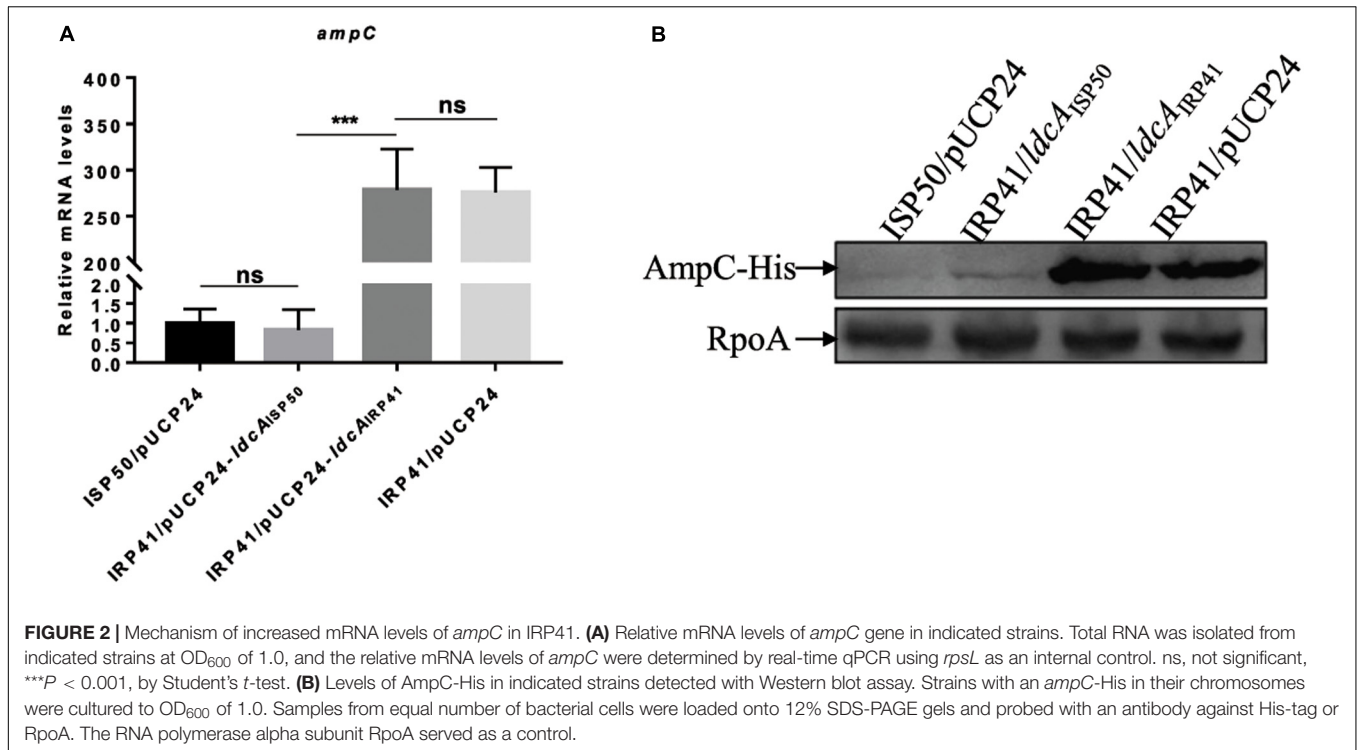 A
ampC
Relative mRNA levels
400
350
300
250
200
2.0
1.5
1.0
0.5
0.0
ns
***
ns
ISP50/pUCP24
IRP41/pUCP24-ldcAISP50
IRP41/pUCP24-ldcAIRP41
IRP41/pUCP24
B
ISP50/pUCP24
IRP41/ldcAISP50
IRP41/ldcAIRP41
IRP41/pUCP24
AmpC-His
RpoA
FIGURE 2 | Mechanism of increased mRNA levels of ampC in IRP41. (A) Relative mRNA levels of ampC gene in indicated strains. Total RNA was isolated from
indicated strains at OD600 of 1.0, and the relative mRNA levels of ampC were determined by real-time qPCR using rpsL as an internal control. ns, not significant,
***P < 0.001, by Student's t-test. (B) Levels of AmpC-His in indicated strains detected with Western blot assay. Strains with an ampC-His in their chromosomes
were cultured to OD600 of 1.0. Samples from equal number of bacterial cells were loaded onto 12% SDS-PAGE gels and probed with an antibody against His-tag or
RpoA. The RNA polymerase alpha subunit RpoA served as a control.